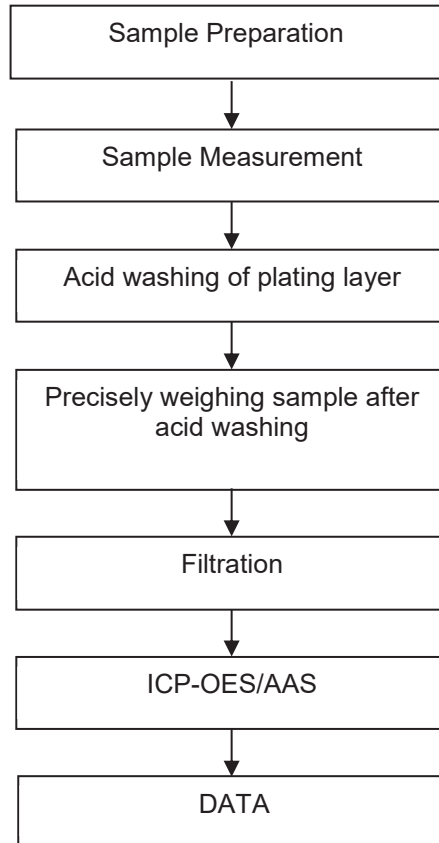 Sample Preparation
Sample Measurement
Acid washing of plating layer
Precisely weighing sample after
acid washing
Filtration
ICP-OES/AAS
DATA